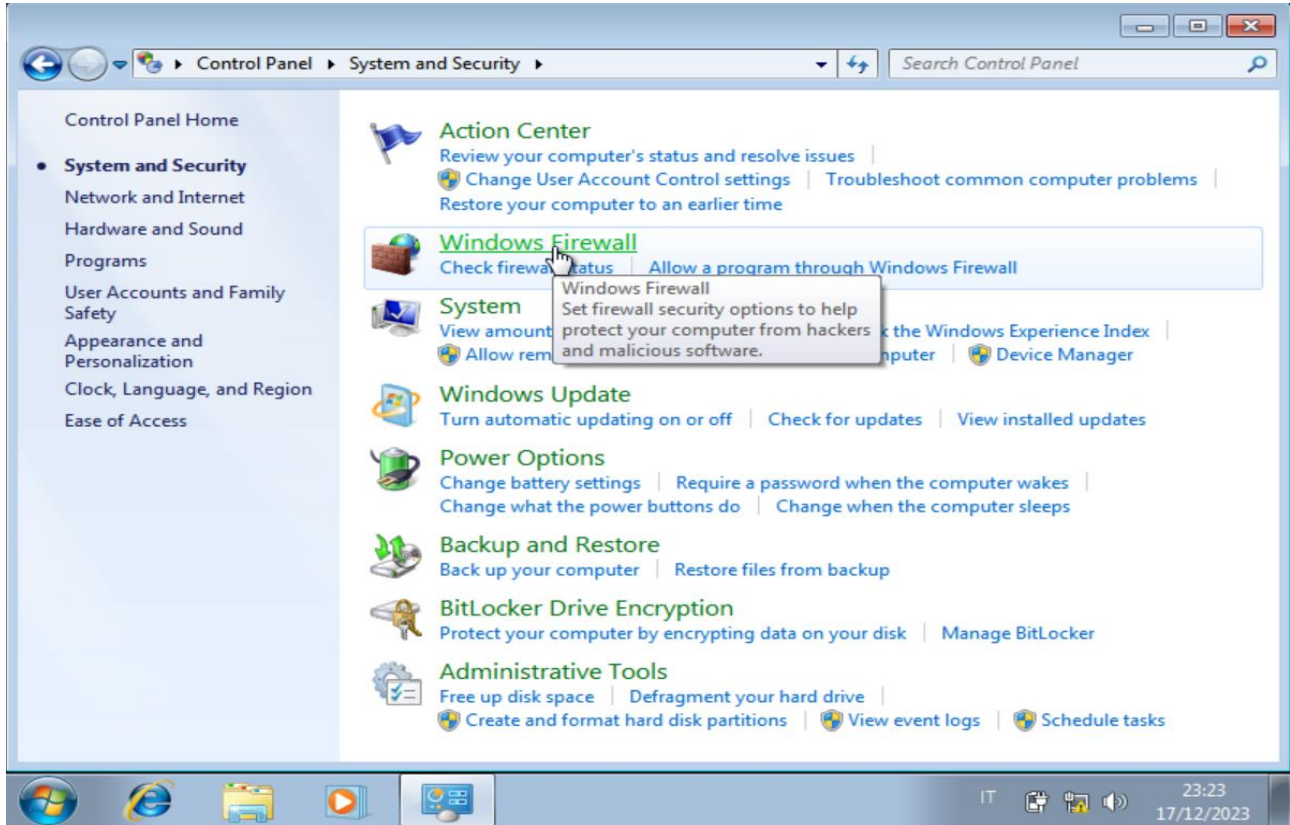 Control Panel System and Security
Search Control Panel
Control Panel Home
System and Security
Network and Internet
Hardware and Sound
Programs
User Accounts and Family
Safety
Appearance and
Personalization
Clock, Language, and Region
Ease of Access
Action Center
Review your computer's status and resolve issues
Change User Account Control settings Troubleshoot common computer problems
Restore your computer to an earlier time
Windows Firewall
Check firewall status Allow a program through Windows Firewall
Windows Firewall
Set firewall security options to help
protect your computer from hackers
and malicious software.
System
View amount k the Windows Experience Index
Allow rem mputer Device Manager
Windows Update
Turn automatic updating on or off Check for updates View installed updates
Power Options
Change battery settings Require a password when the computer wakes
Change what the power buttons do Change when the computer sleeps
Backup and Restore
Back up your computer Restore files from backup
BitLocker Drive Encryption
Protect your computer by encrypting data on your disk Manage BitLocker
Administrative Tools
Free up disk space Defragment your hard drive
Create and format hard disk partitions View event logs Schedule tasks
IT
23:23
17/12/2023